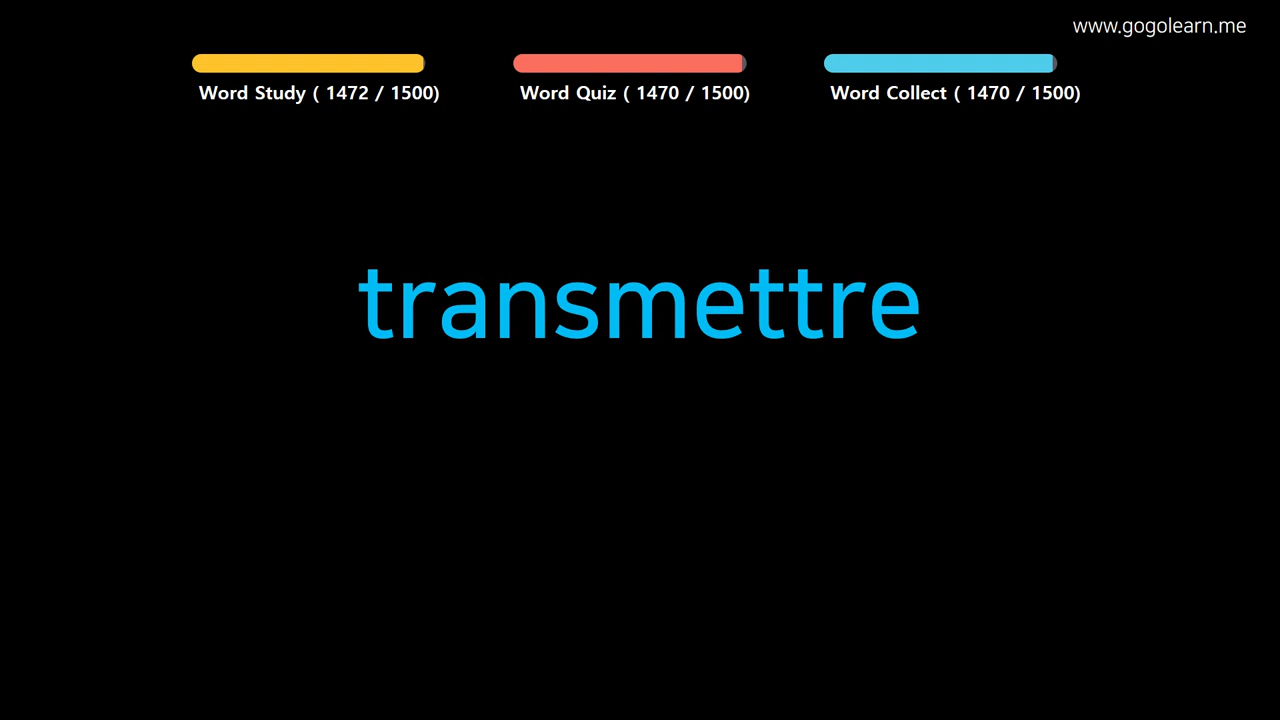 www.gogolearn.me
Word Study ( 1472 / 1500)
Word Quiz ( 1470 / 1500)
Word Collect ( 1470 / 1500)
transmettre